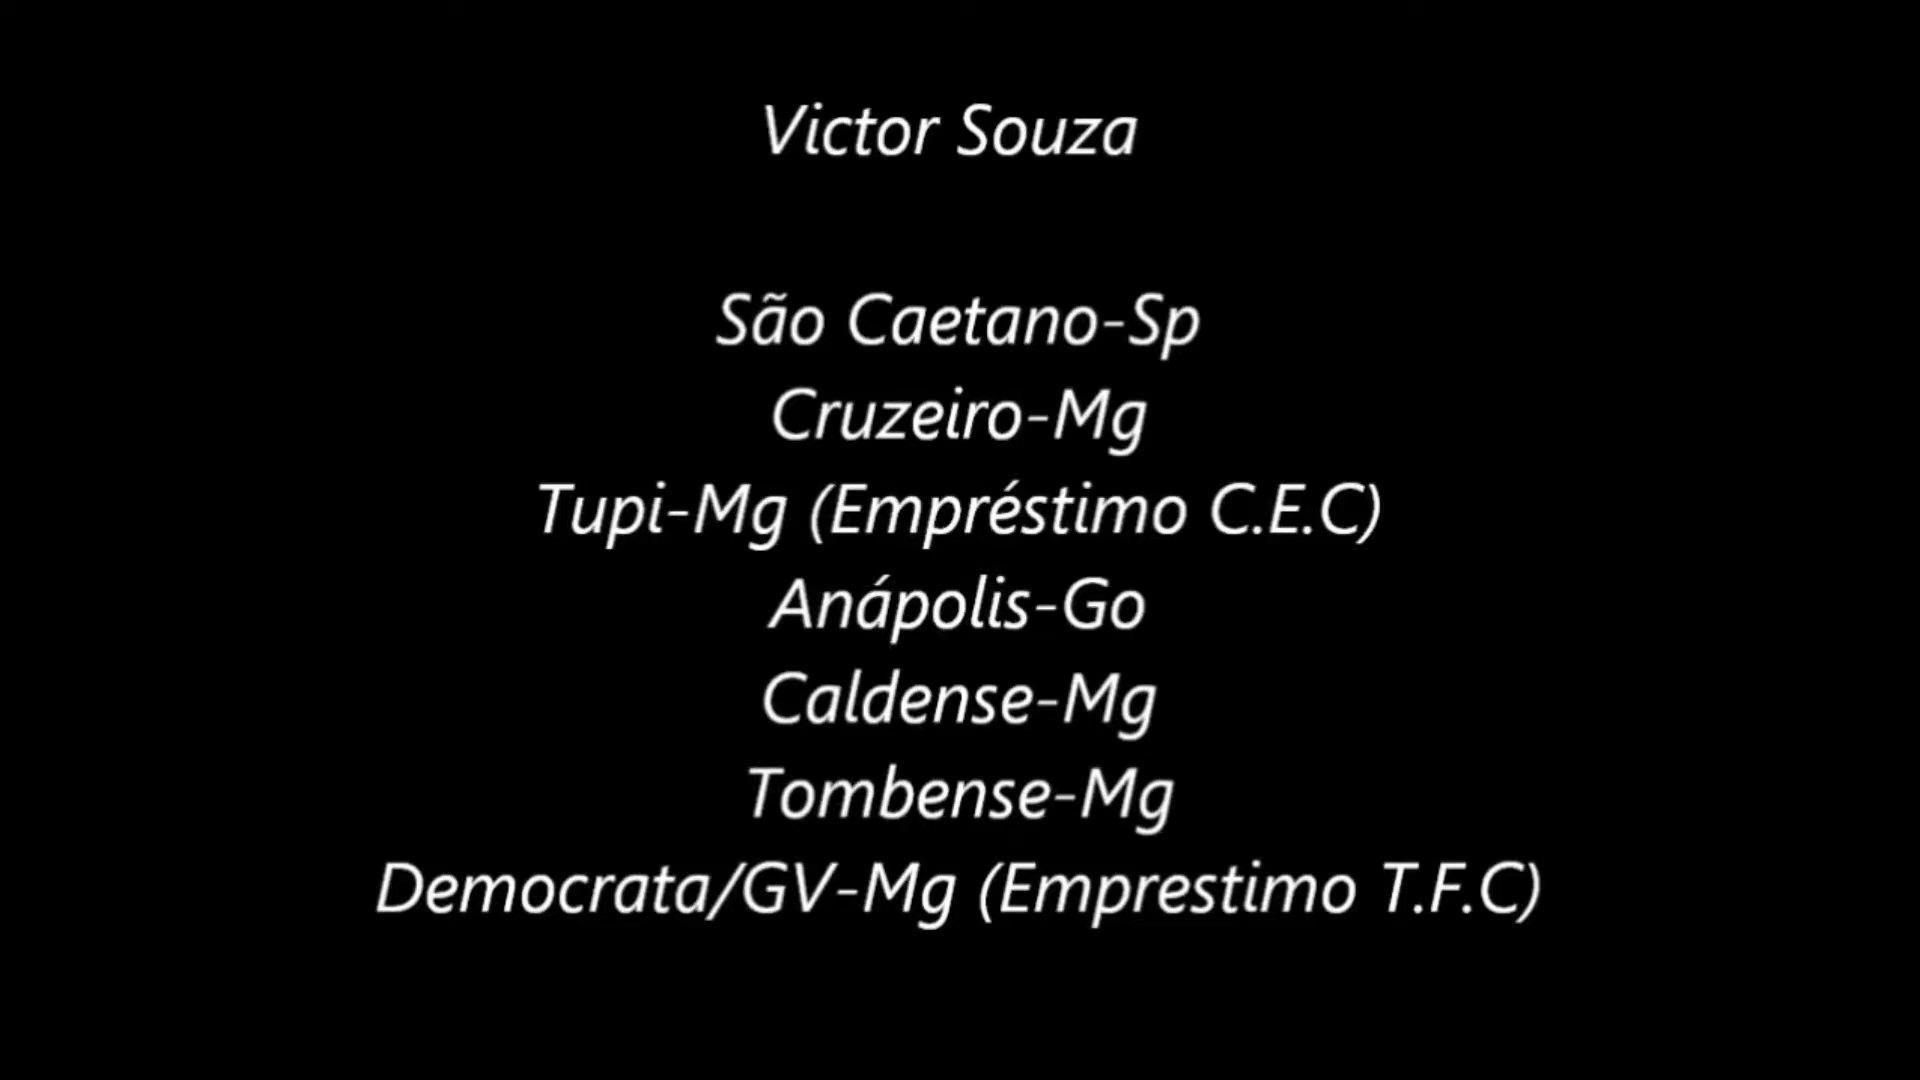 Victor Souza
São Caetano-Sp
Cruzeiro-Mg
Tupi-Mg (Empréstimo C.E.C)
Anápolis-Go
Caldense-Mg
Tombense-Mg
Democrata/GV-Mg (Emprestimo T.F.C)